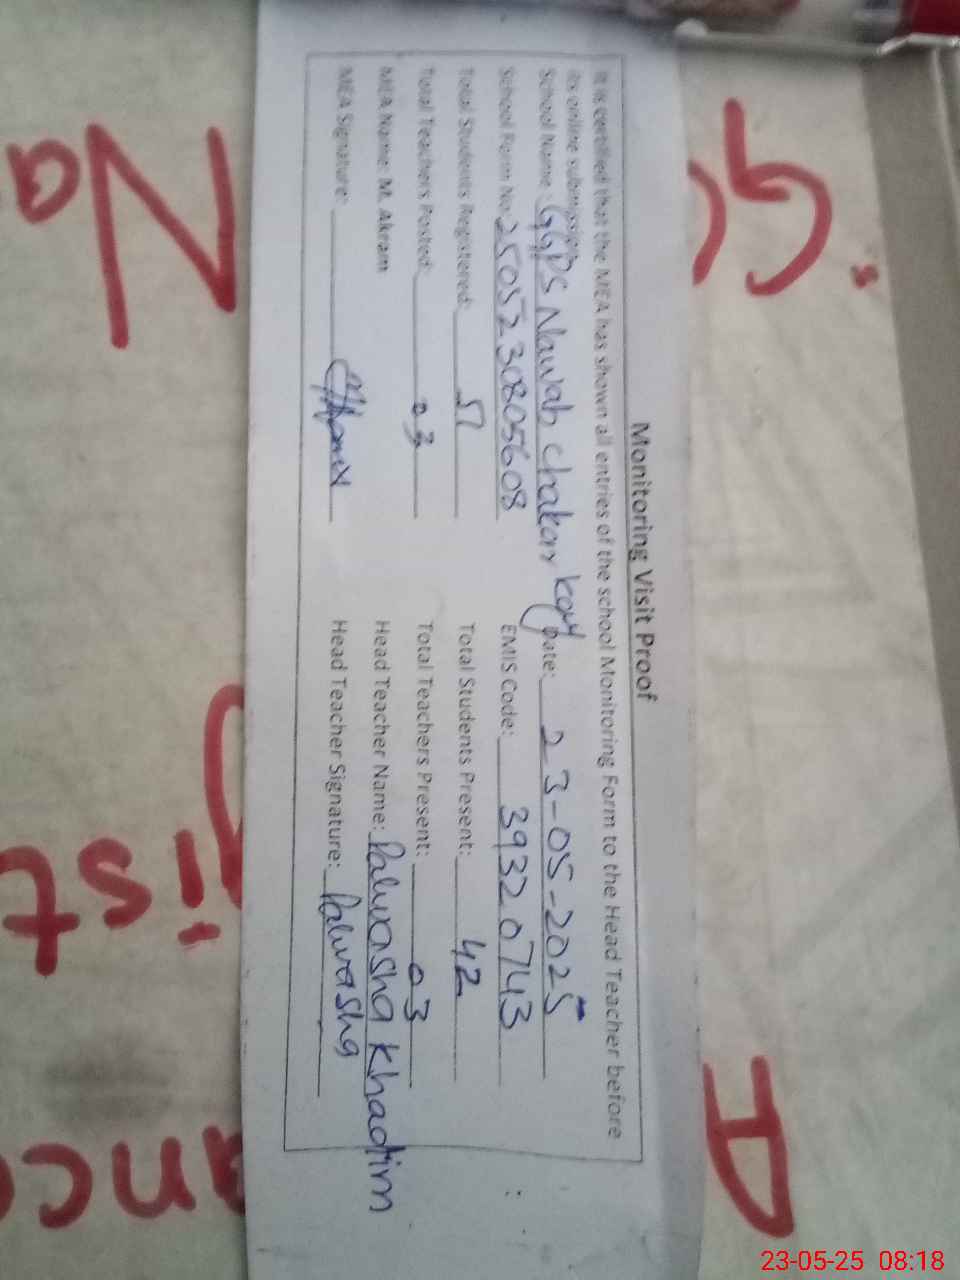 Monitoring Visit Proof
It is certified that the MEA has shown all entries of the school Monitoring Form to the Head Teacher before
its online submission.
School Name: GGPS Nawab chakar Date: 23-05-2025
School Form No: 2505230805608 EMIS Code: 39320743
Total Students Registered: 51 Total Students Present: 42
Total Teachers Posted: 03 Total Teachers Present: 03
MEA Name: M. Akram Head Teacher Name: Palwasha Khadim
MEA Signature: Head Teacher Signature: Palwasha
23-05-25 08:18